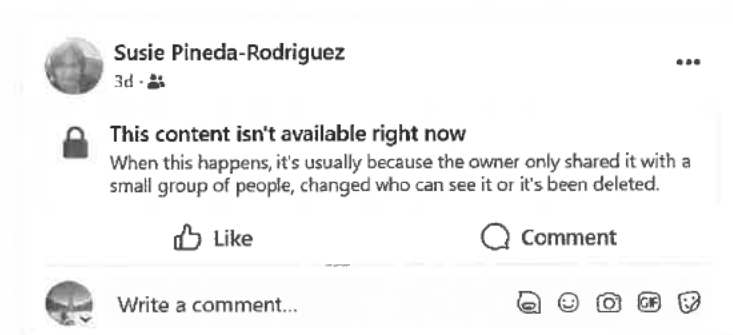 Susie Pineda-Rodriguez
3d ·
This content isn't available right now
When this happens, it's usually because the owner only shared it with a
small group of people, changed who can see it or it's been deleted.
Like
Comment
Write a comment...
GIF